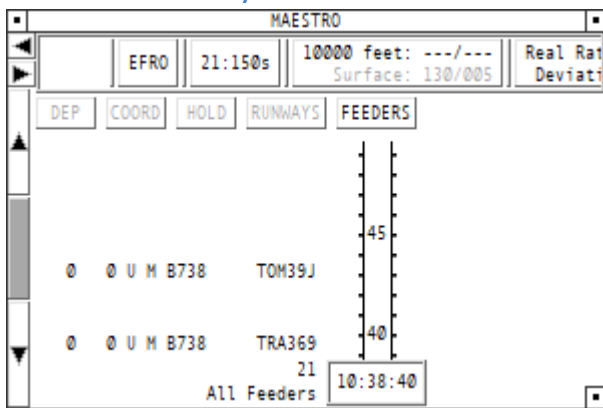 MAESTRO
EFRO 21:150s 10000 feet: ---/--- Real Rat
Surface: 130/005 Deviati
DEP COORD HOLD RUNWAYS FEEDERS
45
0 0 U M B738 TOM39J
0 0 U M B738 TRA369 40
21
All Feeders 10:38:40